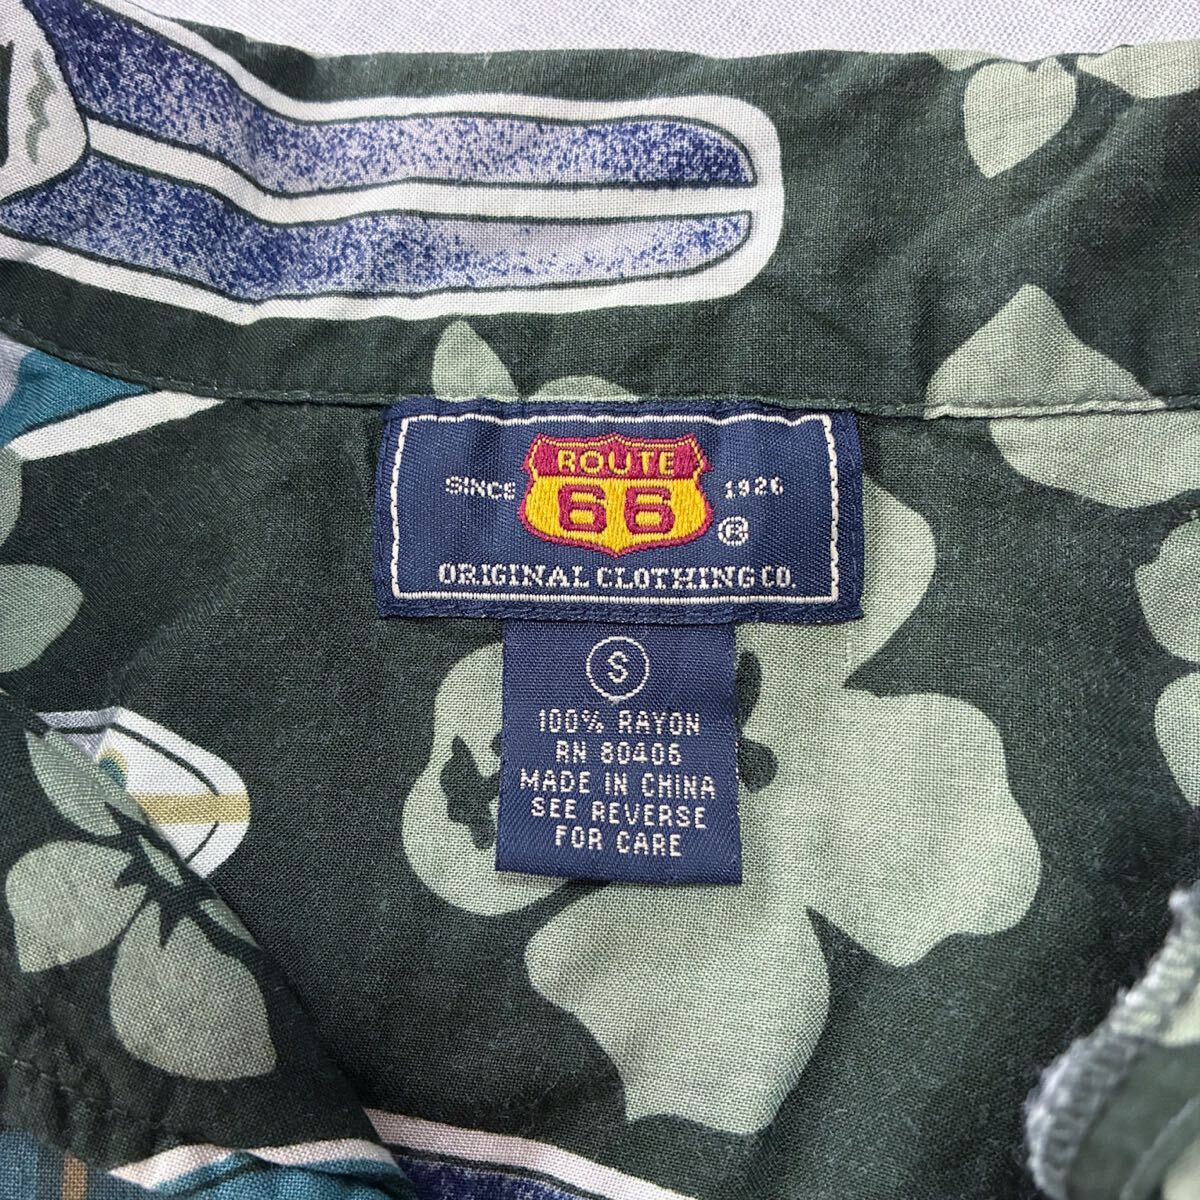 ROUTE
SINCE 66 1926
®
ORIGINAL CLOTHING CO.
S
100% RAYON
RN 80406
MADE IN CHINA
SEE REVERSE
FOR CARE